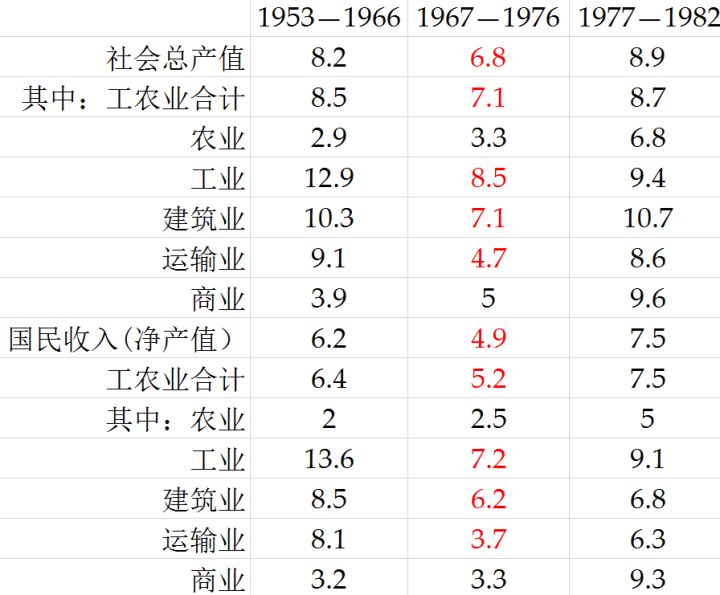 1953—1966 1967—1976 1977—1982
社会总产值 8.2 6.8 8.9
其中：工农业合计 8.5 7.1 8.7
农业 2.9 3.3 6.8
工业 12.9 8.5 9.4
建筑业 10.3 7.1 10.7
运输业 9.1 4.7 8.6
商业 3.9 5 9.6
国民收入(净产值） 6.2 4.9 7.5
工农业合计 6.4 5.2 7.5
其中：农业 2 2.5 5
工业 13.6 7.2 9.1
建筑业 8.5 6.2 6.8
运输业 8.1 3.7 6.3
商业 3.2 3.3 9.3